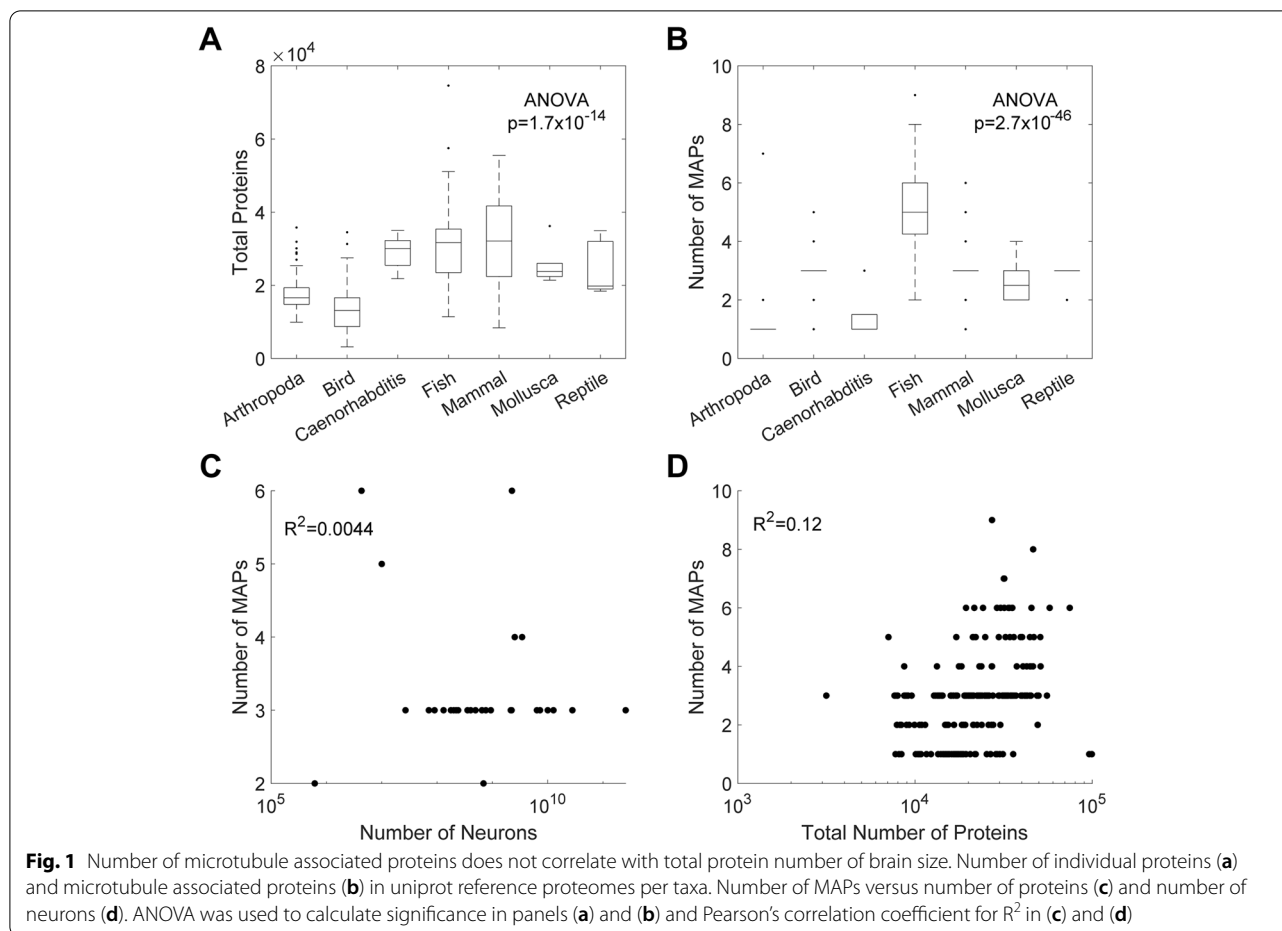 A
×10^4
8
6
4
2
0
Total Proteins
ANOVA
p=1.7x10^-14
Arthropoda
Bird
Caenorhabditis
Fish
Mammal
Mollusca
Reptile
B
10
8
6
4
2
0
Number of MAPs
ANOVA
p=2.7x10^-46
Arthropoda
Bird
Caenorhabditis
Fish
Mammal
Mollusca
Reptile
C
6
5
4
3
2
Number of MAPs
R^2=0.0044
10^5
10^10
Number of Neurons
D
10
8
6
4
2
0
Number of MAPs
R^2=0.12
10^3
10^4
10^5
Total Number of Proteins
Fig. 1 Number of microtubule associated proteins does not correlate with total protein number of brain size. Number of individual proteins (a)
and microtubule associated proteins (b) in uniprot reference proteomes per taxa. Number of MAPs versus number of proteins (c) and number of
neurons (d). ANOVA was used to calculate significance in panels (a) and (b) and Pearson's correlation coefficient for R^2 in (c) and (d)